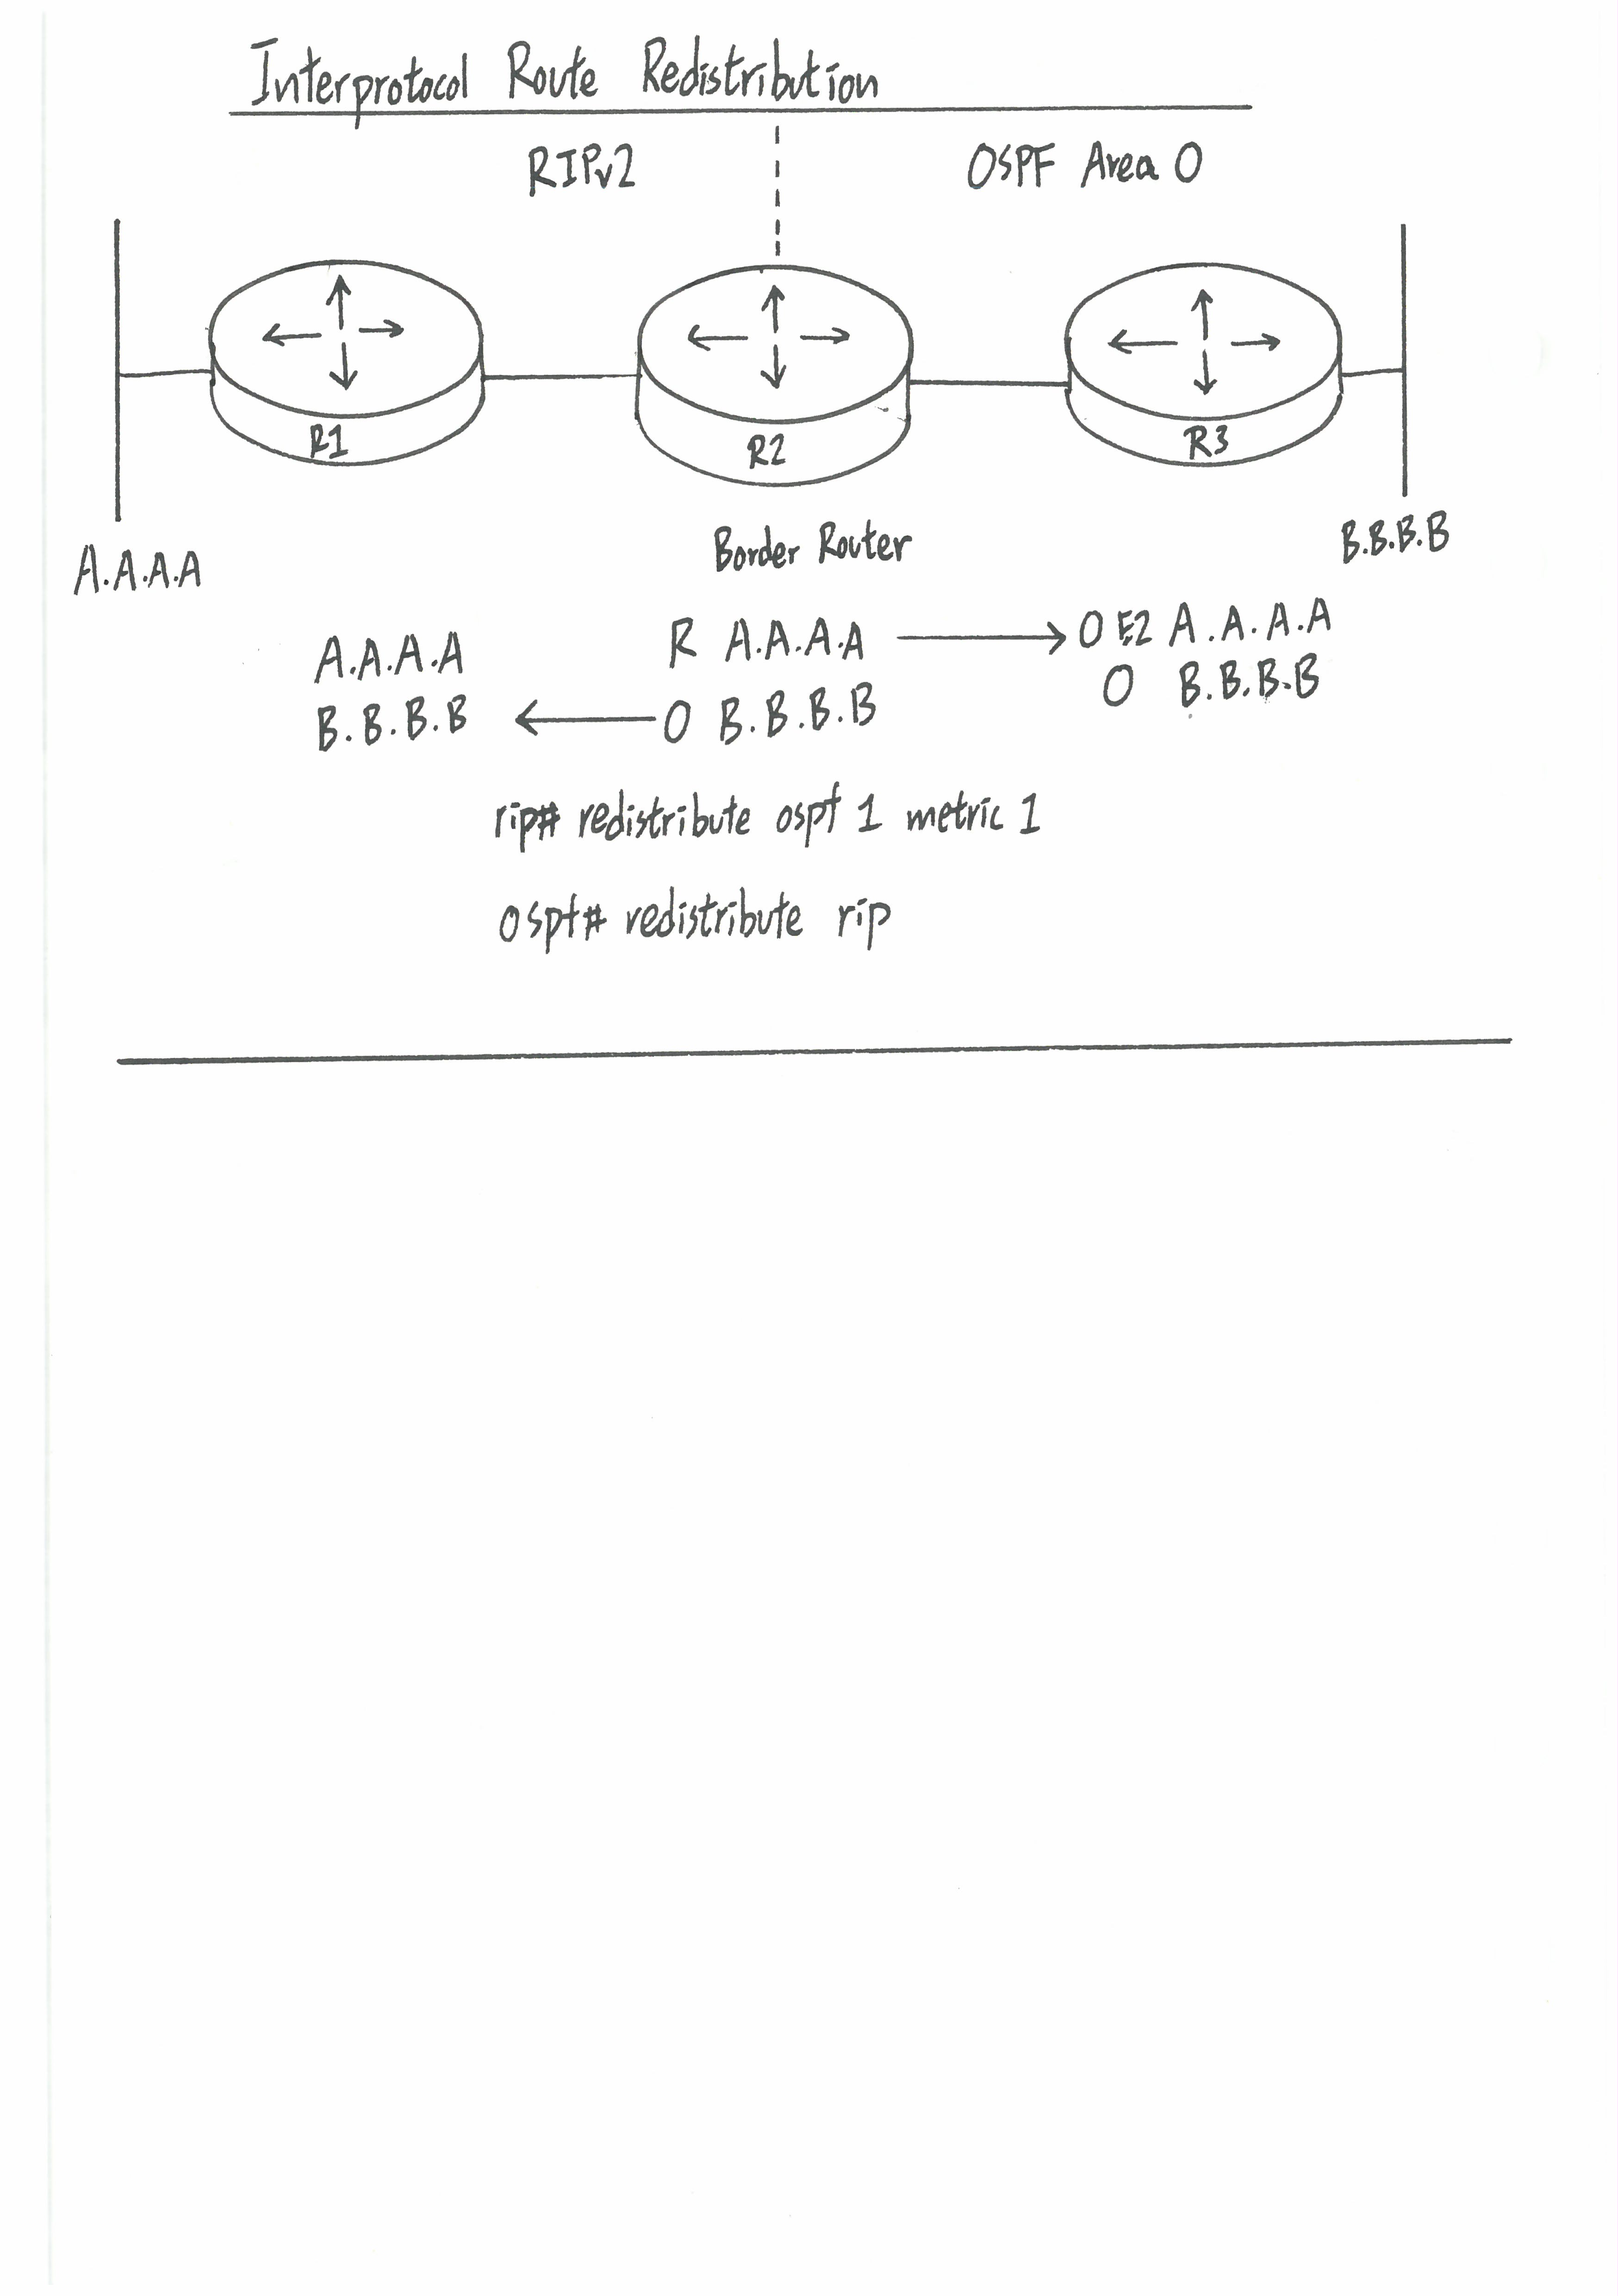 Interprotocol Route Redistribution
RIPv2 OSPF Area 0
R1 R2 R3
A.A.A.A Border Router B.B.B.B
A.A.A.A R A.A.A.A O E2 A.A.A.A
B.B.B.B O B.B.B.B O B.B.B.B
rip# redistribute ospf 1 metric 1
ospf# redistribute rip